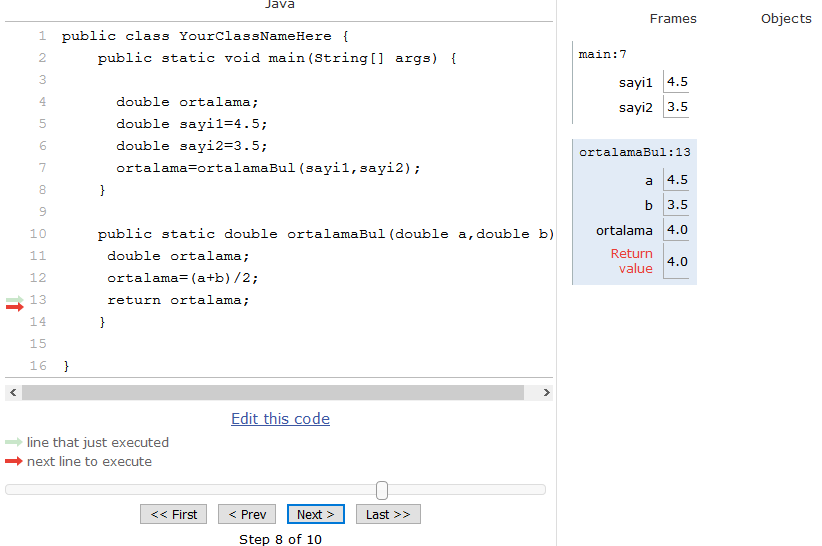 Java
1 public class YourClassNameHere {
2 public static void main(String[] args) {
3
4 double ortalama;
5 double sayi1=4.5;
6 double sayi2=3.5;
7 ortalama=ortalamaBul(sayi1,sayi2);
8 }
9
10 public static double ortalamaBul(double a,double b)
11 double ortalama;
12 ortalama=(a+b)/2;
13 return ortalama;
14 }
15
16 }
Edit this code
line that just executed
next line to execute
<< First < Prev Next > Last >>
Step 8 of 10
Frames Objects
main:7
sayi1 4.5
sayi2 3.5
ortalamaBul:13
a 4.5
b 3.5
ortalama 4.0
Return
value 4.0